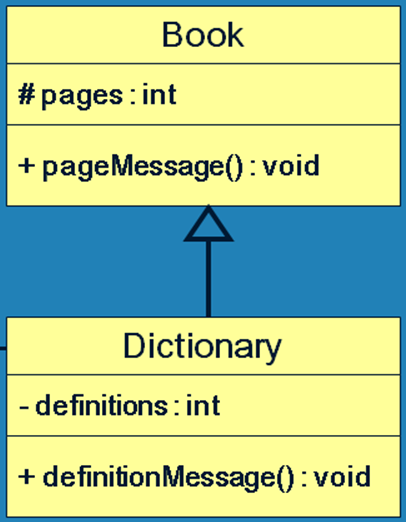 Book
# pages : int
+ pageMessage() : void
Dictionary
- definitions : int
+ definitionMessage() : void